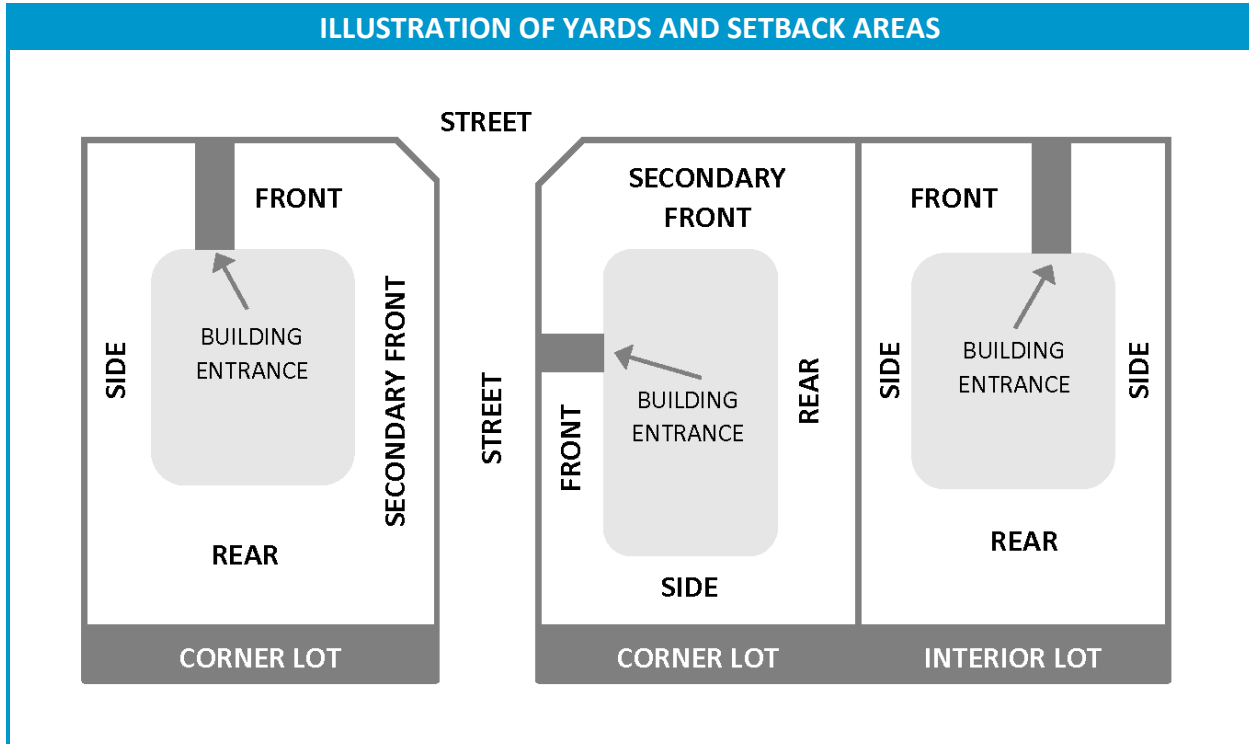 ILLUSTRATION OF YARDS AND SETBACK AREAS
STREET
FRONT
SIDE
BUILDING
ENTRANCE
SECONDARY FRONT
REAR
CORNER LOT
STREET
SECONDARY
FRONT
FRONT
BUILDING
ENTRANCE
REAR
SIDE
CORNER LOT
FRONT
SIDE
BUILDING
ENTRANCE
SIDE
REAR
INTERIOR LOT